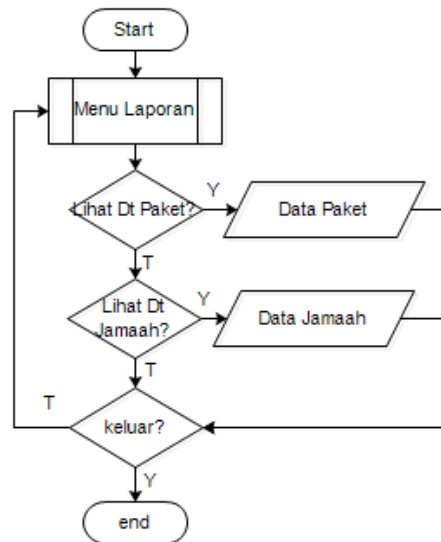 Start
Menu Laporan
Lihat Dt Paket?
Y
Data Paket
T
Lihat Dt
Jamaah?
Y
Data Jamaah
T
T
keluar?
Y
end